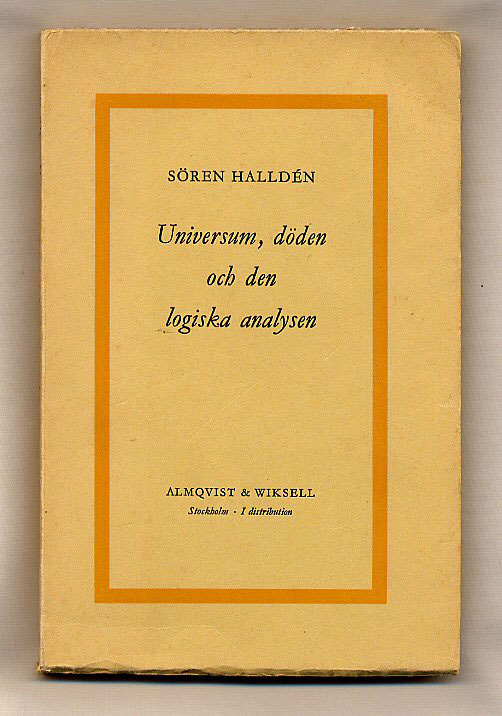 SÖREN HALLDÉN
Universum, döden
och den
logiska analysen
ALMQVIST & WIKSELL
Stockholm · I distribution